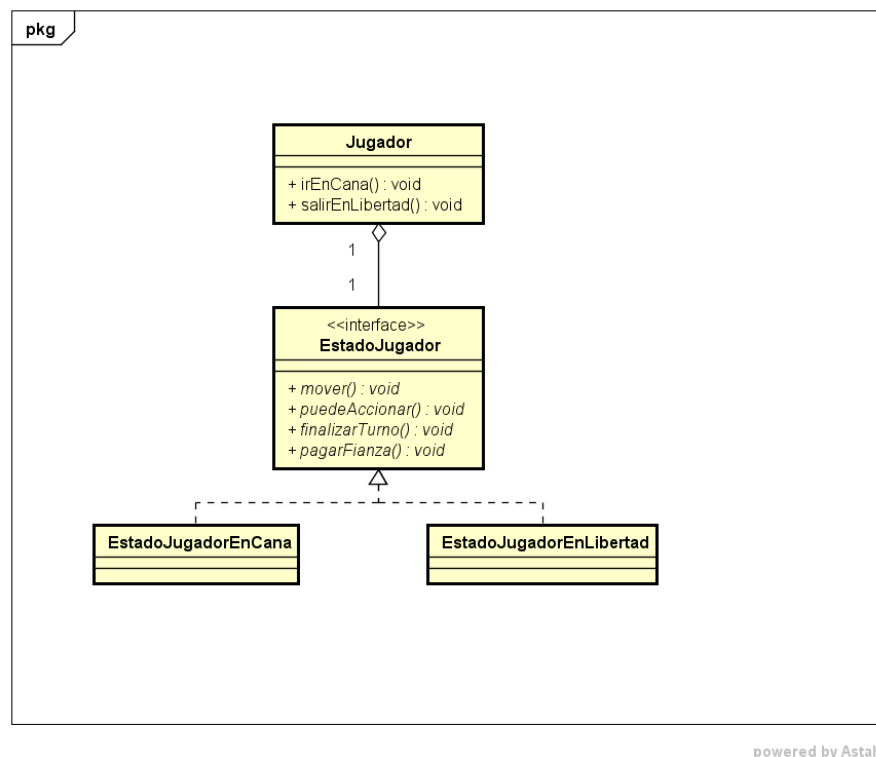 pkg
Jugador
+ irEnCana() : void
+ salirEnLibertad() : void
1
1
<<interface>>
EstadoJugador
+ mover() : void
+ puedeAccionar() : void
+ finalizarTurno() : void
+ pagarFianza() : void
EstadoJugadorEnCana
EstadoJugadorEnLibertad
powered by Astah